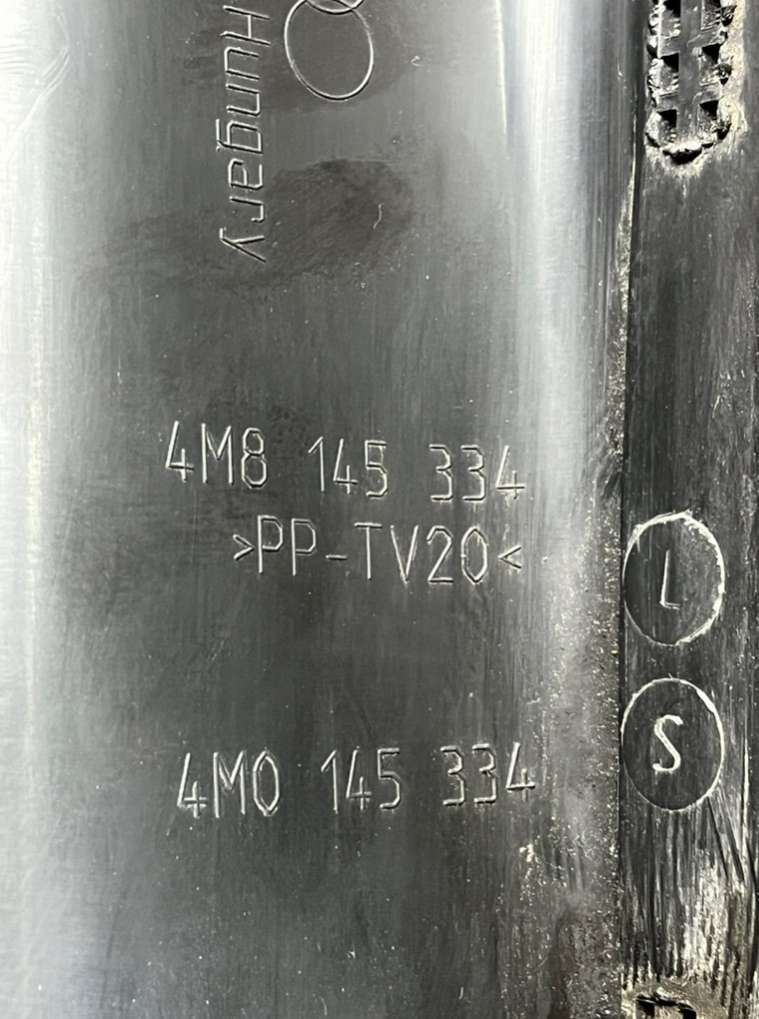 Hungary
4M8 145 334
>PP-TV20<
L
S
4M0 145 334